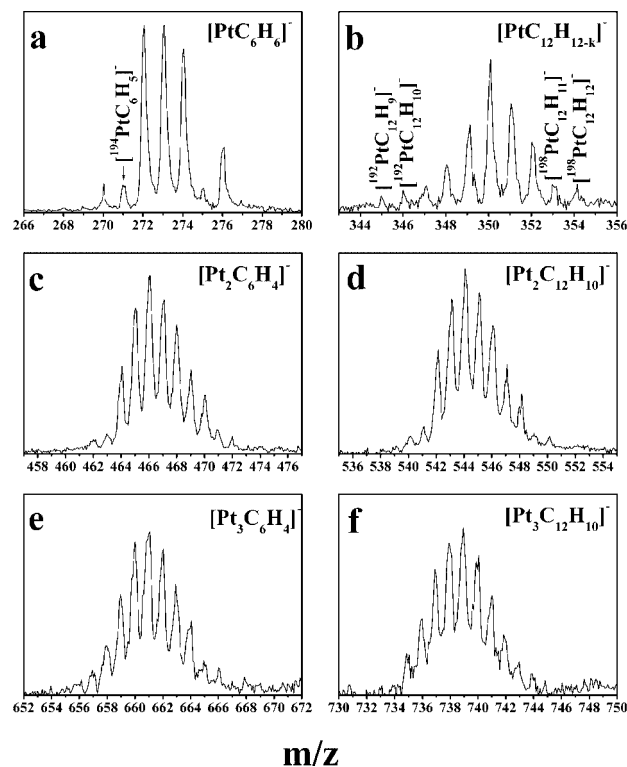 a [PtC₆H₆]⁻
[¹⁹⁴PtC₆H₅]⁻
266 268 270 272 274 276 278 280
b [PtC₁₂H₁₂₋ₖ]⁻
[¹⁹²PtC₁₂H₉]⁻
[¹⁹²PtC₁₂H₁₀]⁻
[¹⁹⁸PtC₁₂H₁₁]⁻
[¹⁹⁸PtC₁₂H₁₂]⁻
344 346 348 350 352 354 356
c [Pt₂C₆H₄]⁻
458 460 462 464 466 468 470 472 474 476
d [Pt₂C₁₂H₁₀]⁻
536 538 540 542 544 546 548 550 552 554
e [Pt₃C₆H₄]⁻
652 654 656 658 660 662 664 666 668 670 672
f [Pt₃C₁₂H₁₀]⁻
730 732 734 736 738 740 742 744 746 748 750
m/z